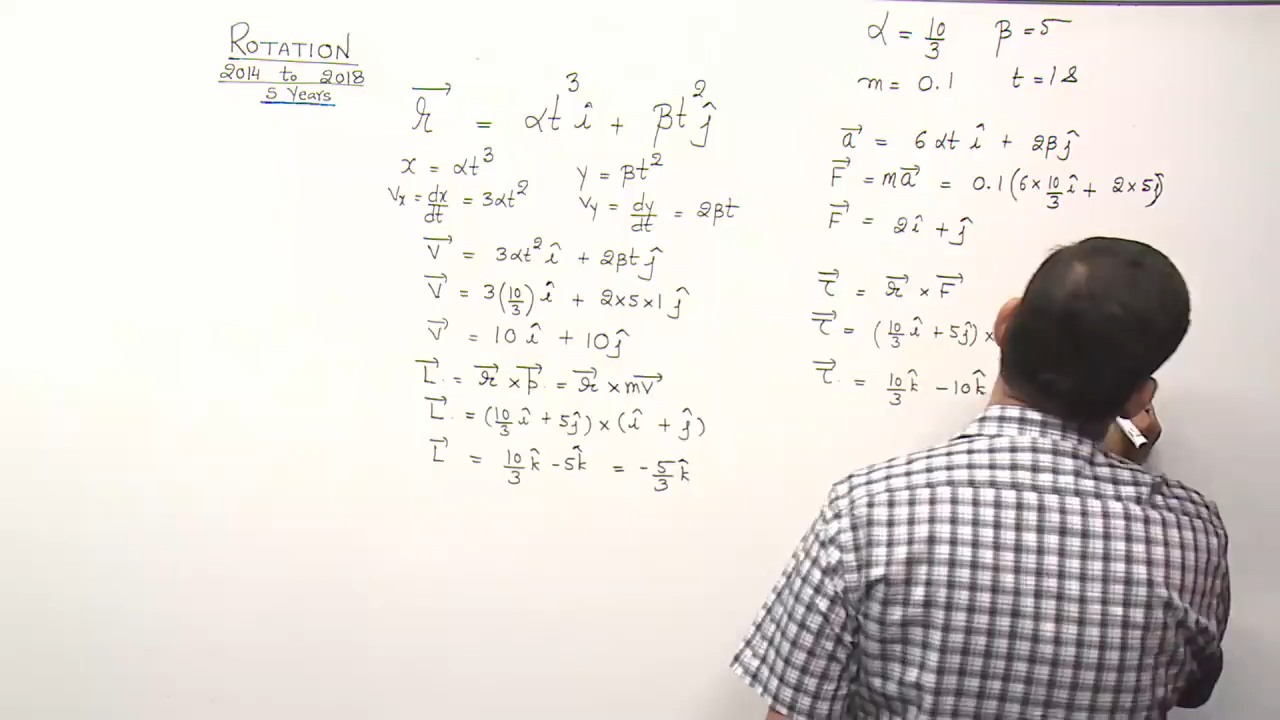 ROTATION
2014 to 2018
5 Years
r⃗ = αt³ î + βt² ĵ
x = αt³   y = βt²
Vx = dx/dt = 3αt²   Vy = dy/dt = 2βt
V⃗ = 3αt² î + 2βt ĵ
V⃗ = 3(10/3) î + 2×5×1 ĵ
V⃗ = 10 î + 10 ĵ
L⃗ = r⃗ × p⃗ = r⃗ × mV⃗
L⃗ = (10/3 î + 5ĵ) × (î + ĵ)
L⃗ = 10/3 k̂ - 5k̂ = -5/3 k̂
α = 10/3   β = 5
m = 0.1   t = 1s
a⃗ = 6αt î + 2β ĵ
F⃗ = ma⃗ = 0.1(6×10/3 î + 2×5ĵ)
F⃗ = 2î + ĵ
τ⃗ = r⃗ × F⃗
τ⃗ = (10/3 î + 5ĵ) ×
τ⃗ = 10/3 k̂ - 10k̂